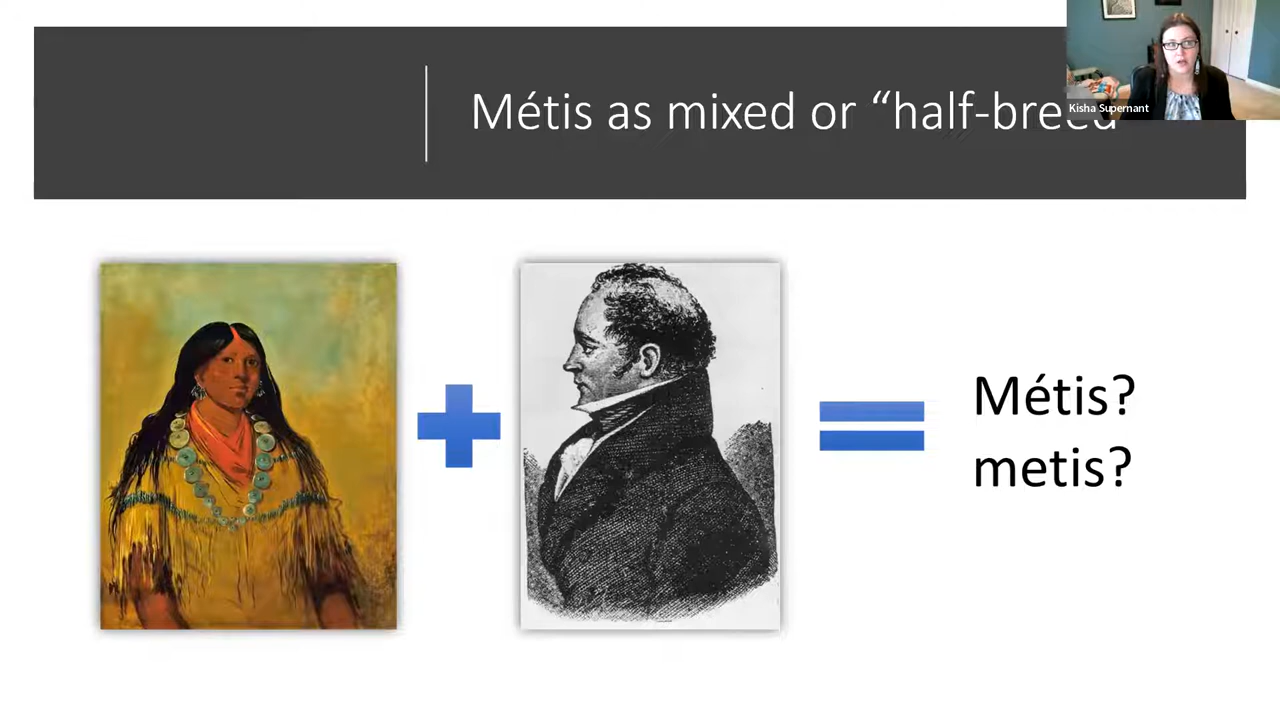 Métis as mixed or “half-breed
Kisha Supernant
Métis?
metis?